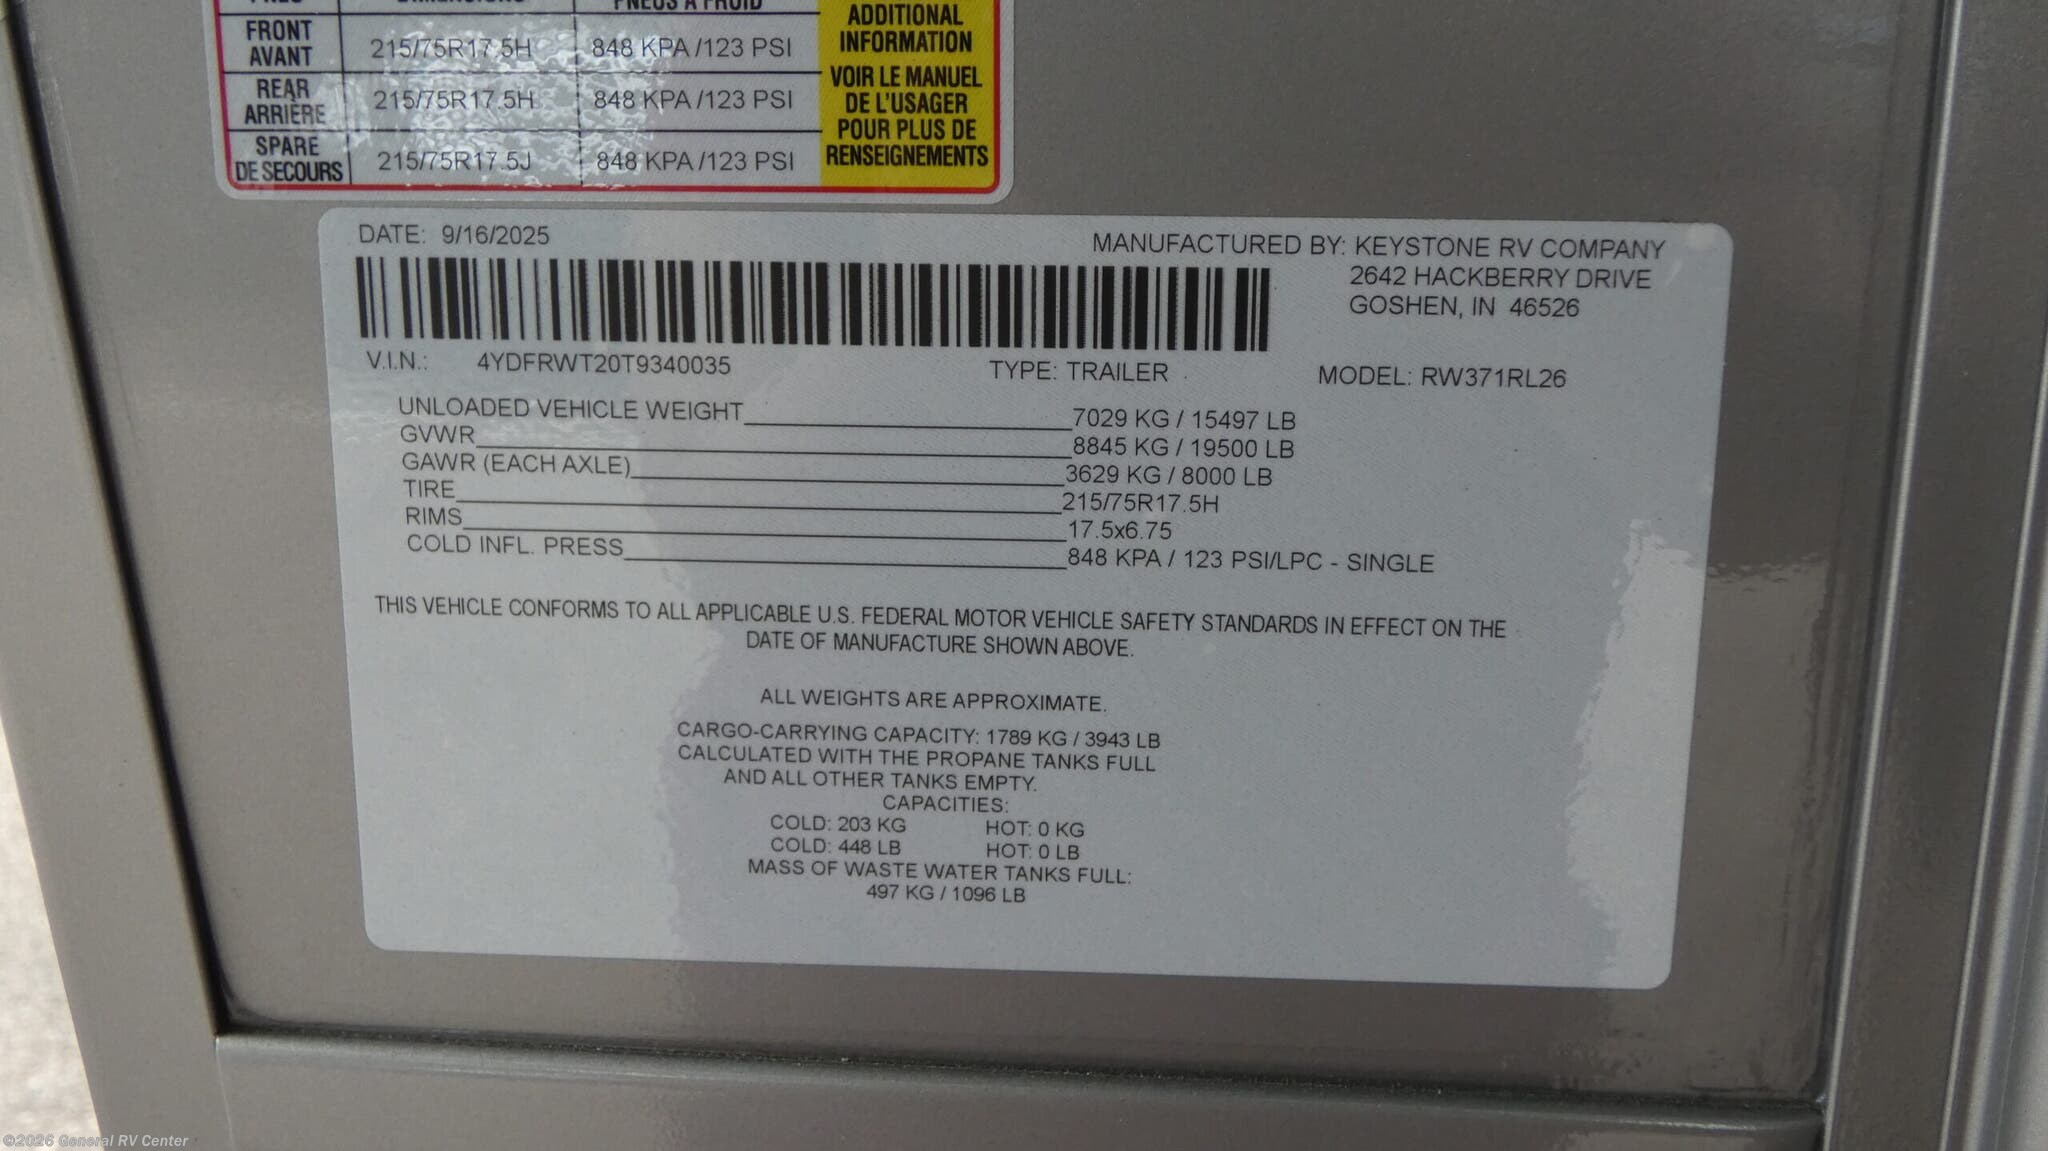 PNEUS À FROID
FRONT
AVANT
215/75R17.5H
848 KPA /123 PSI
REAR
ARRIÈRE
215/75R17.5H
848 KPA /123 PSI
SPARE
DE SECOURS
215/75R17.5J
848 KPA /123 PSI
ADDITIONAL
INFORMATION
VOIR LE MANUEL
DE L'USAGER
POUR PLUS DE
RENSEIGNEMENTS
DATE: 9/16/2025
MANUFACTURED BY: KEYSTONE RV COMPANY
2642 HACKBERRY DRIVE
GOSHEN, IN 46526
V.I.N.: 4YDFRWT20T9340035 TYPE: TRAILER MODEL: RW371RL26
UNLOADED VEHICLE WEIGHT 7029 KG / 15497 LB
GVWR 8845 KG / 19500 LB
GAWR (EACH AXLE) 3629 KG / 8000 LB
TIRE 215/75R17.5H
RIMS 17.5x6.75
COLD INFL. PRESS 848 KPA / 123 PSI/LPC - SINGLE
THIS VEHICLE CONFORMS TO ALL APPLICABLE U.S. FEDERAL MOTOR VEHICLE SAFETY STANDARDS IN EFFECT ON THE
DATE OF MANUFACTURE SHOWN ABOVE.
ALL WEIGHTS ARE APPROXIMATE.
CARGO-CARRYING CAPACITY: 1789 KG / 3943 LB
CALCULATED WITH THE PROPANE TANKS FULL
AND ALL OTHER TANKS EMPTY.
CAPACITIES:
COLD: 203 KG HOT: 0 KG
COLD: 448 LB HOT: 0 LB
MASS OF WASTE WATER TANKS FULL:
497 KG / 1096 LB
©2026 General RV Center